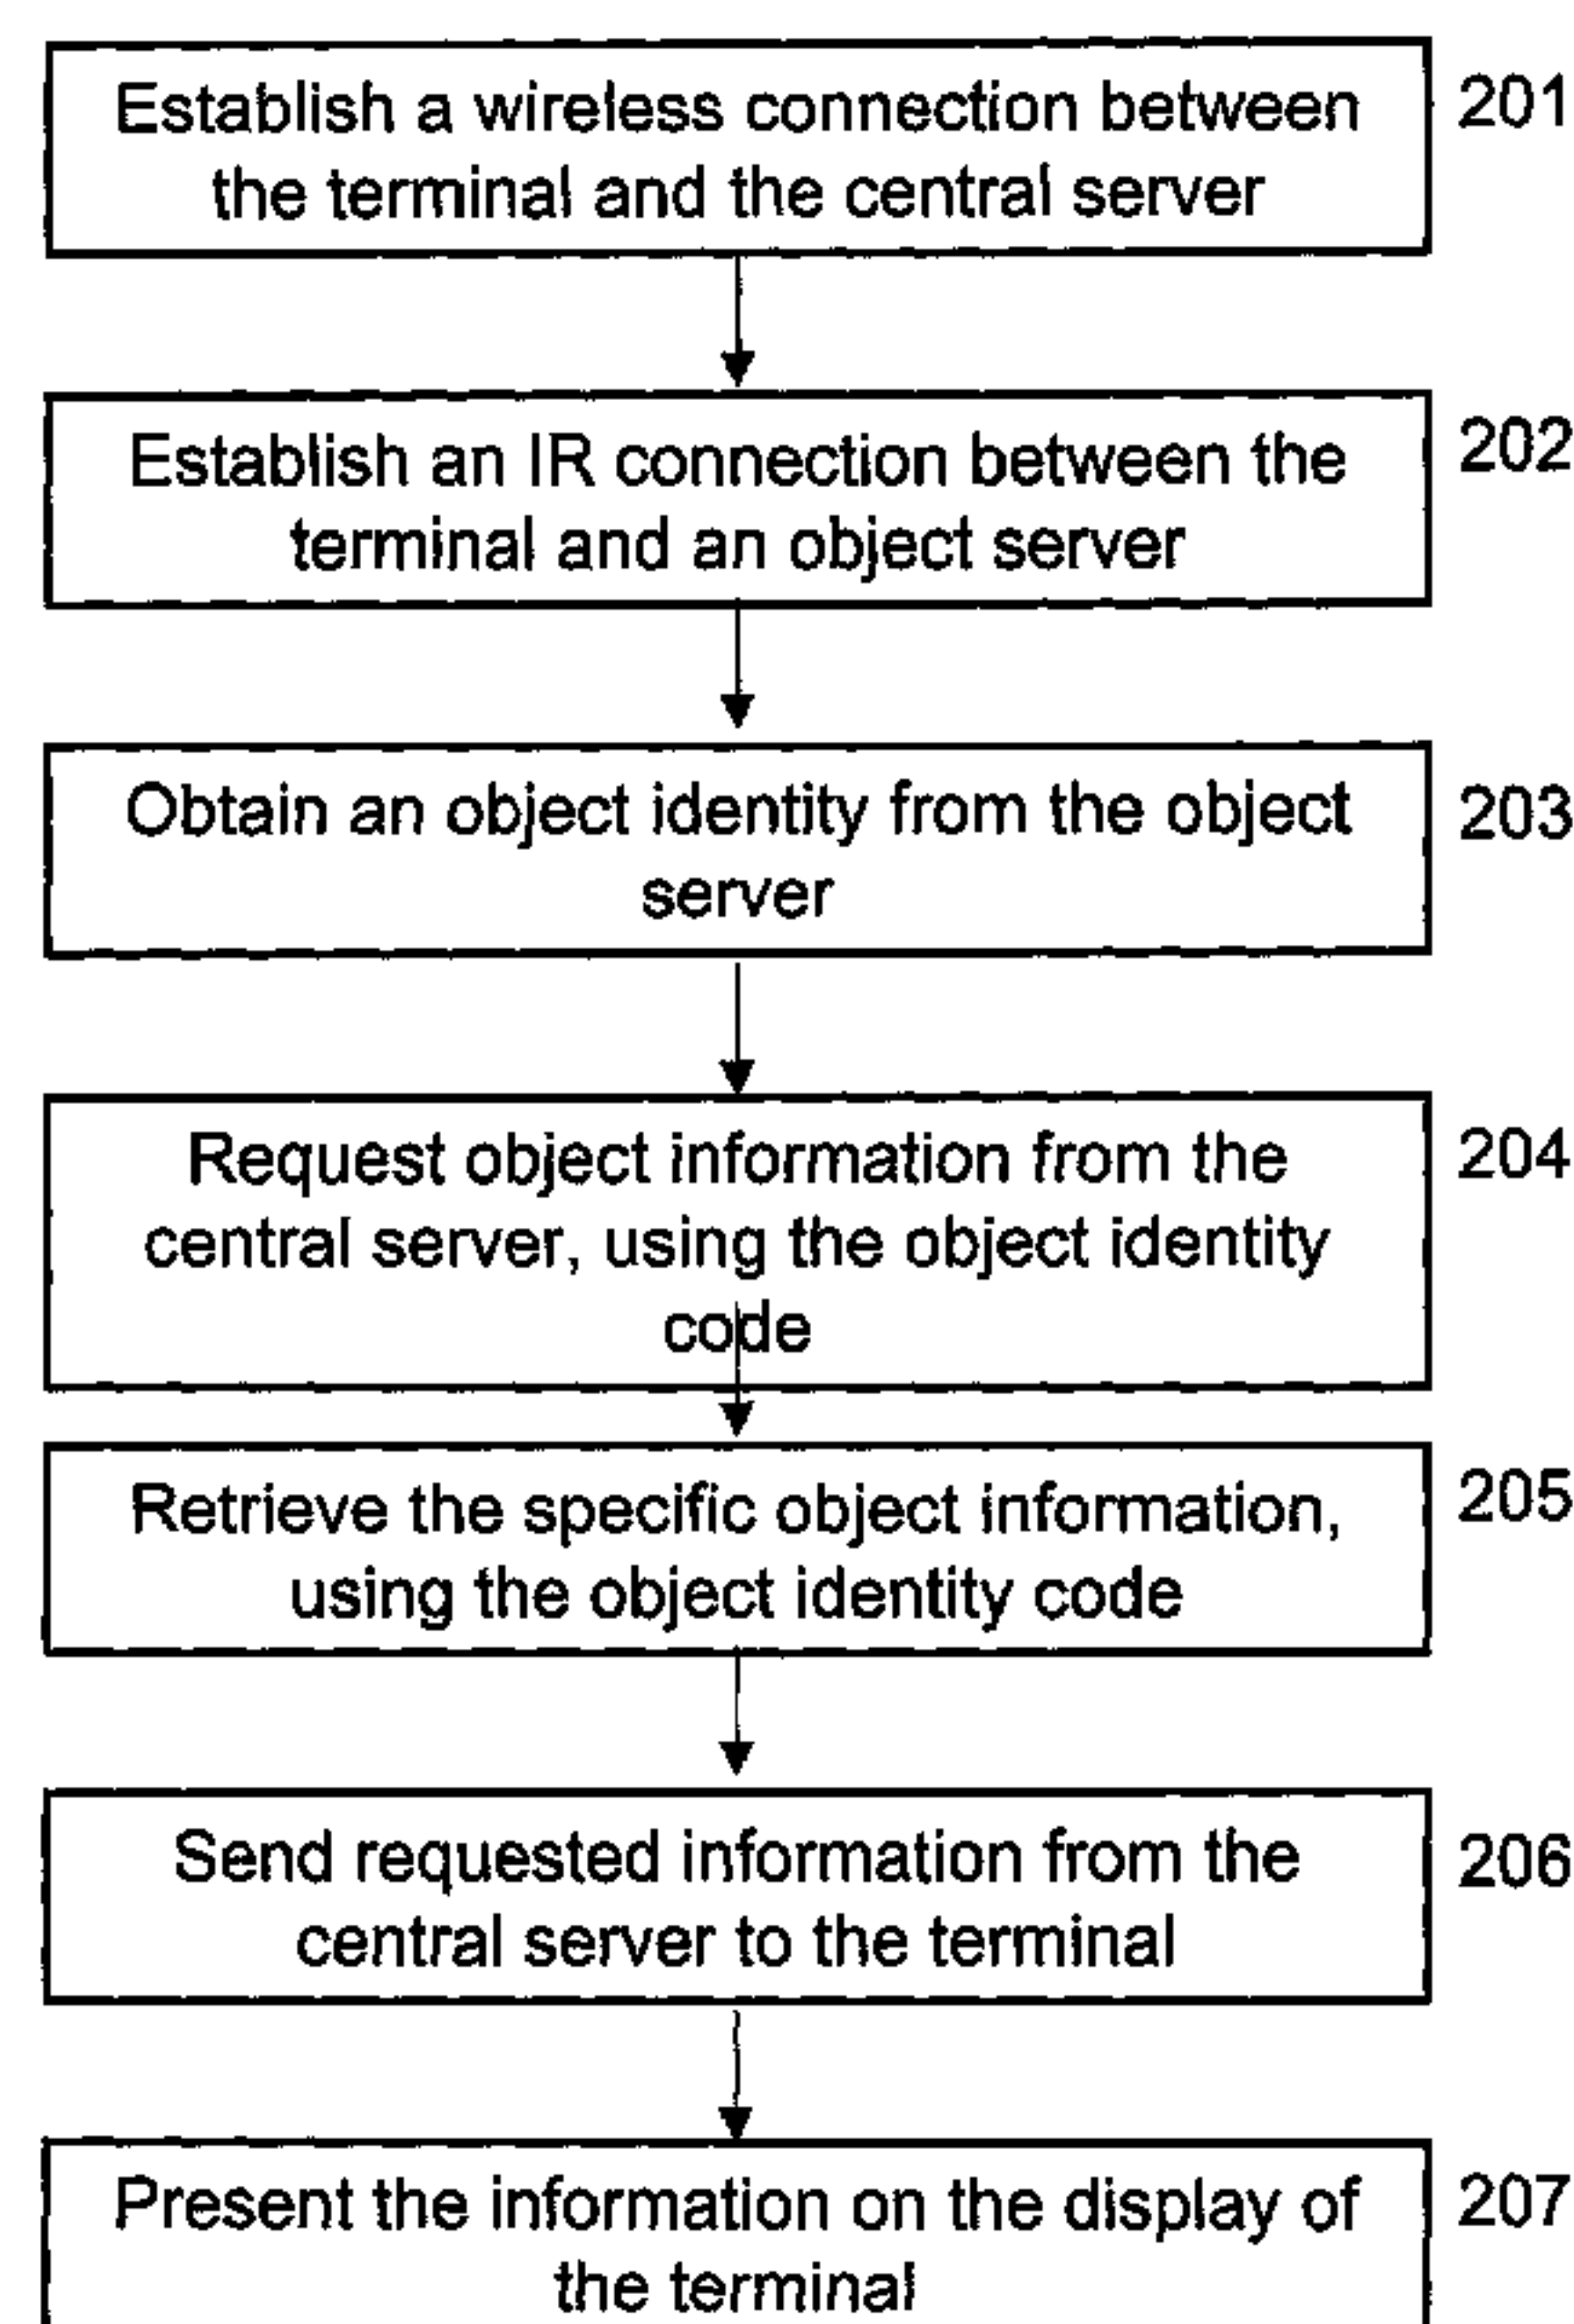 Establish a wireless connection between
201
the terminal and the central server
Establish an IR connection between the
202
terminal and an object server
Obtain an object identity from the object
203
server
Request object information from the
204
central server, using the object identity
code
Retrieve the specific object information,
205
using the object identity code
Send requested information from the
206
central server to the terminal
Present the information on the display of
207
the terminal